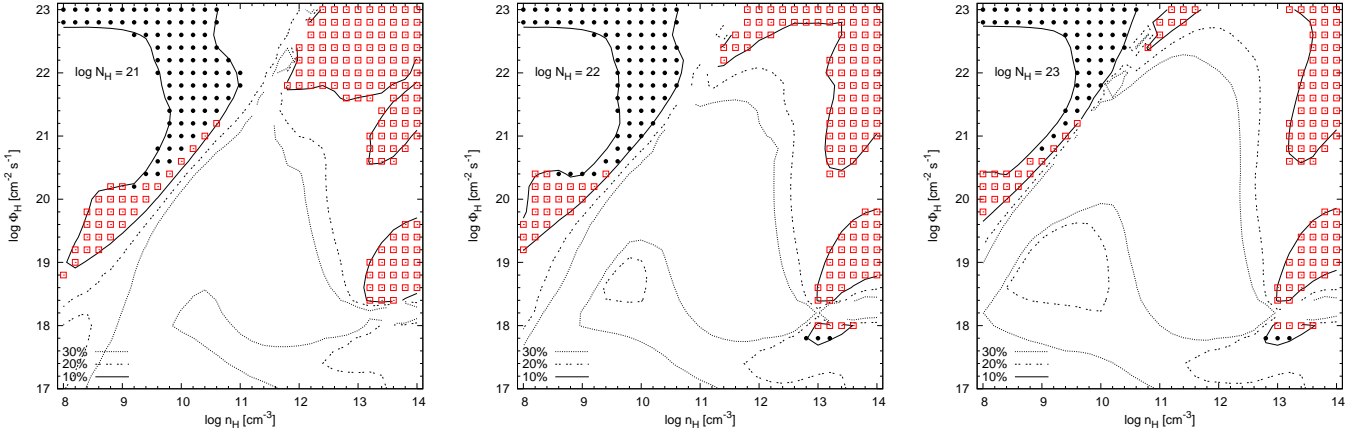 23
22
21
20
19
18
17
log Φ_H [cm⁻² s⁻¹]
log N_H = 21
30%
20%
10%
8 9 10 11 12 13 14
log n_H [cm⁻³]
23
22
21
20
19
18
17
log Φ_H [cm⁻² s⁻¹]
log N_H = 22
30%
20%
10%
8 9 10 11 12 13 14
log n_H [cm⁻³]
23
22
21
20
19
18
17
log Φ_H [cm⁻² s⁻¹]
log N_H = 23
30%
20%
10%
8 9 10 11 12 13 14
log n_H [cm⁻³]